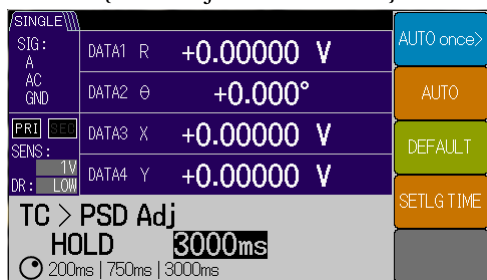 SINGLE
SIG:
A
AC
GND
PRI SEC
SENS:
1V
DR: LOW
DATA1 R +0.00000 V
DATA2 θ +0.000°
DATA3 X +0.00000 V
DATA4 Y +0.00000 V
TC > PSD Adj
HOLD 3000ms
200ms | 750ms | 3000ms
AUTO once>
AUTO
DEFAULT
SETLG TIME